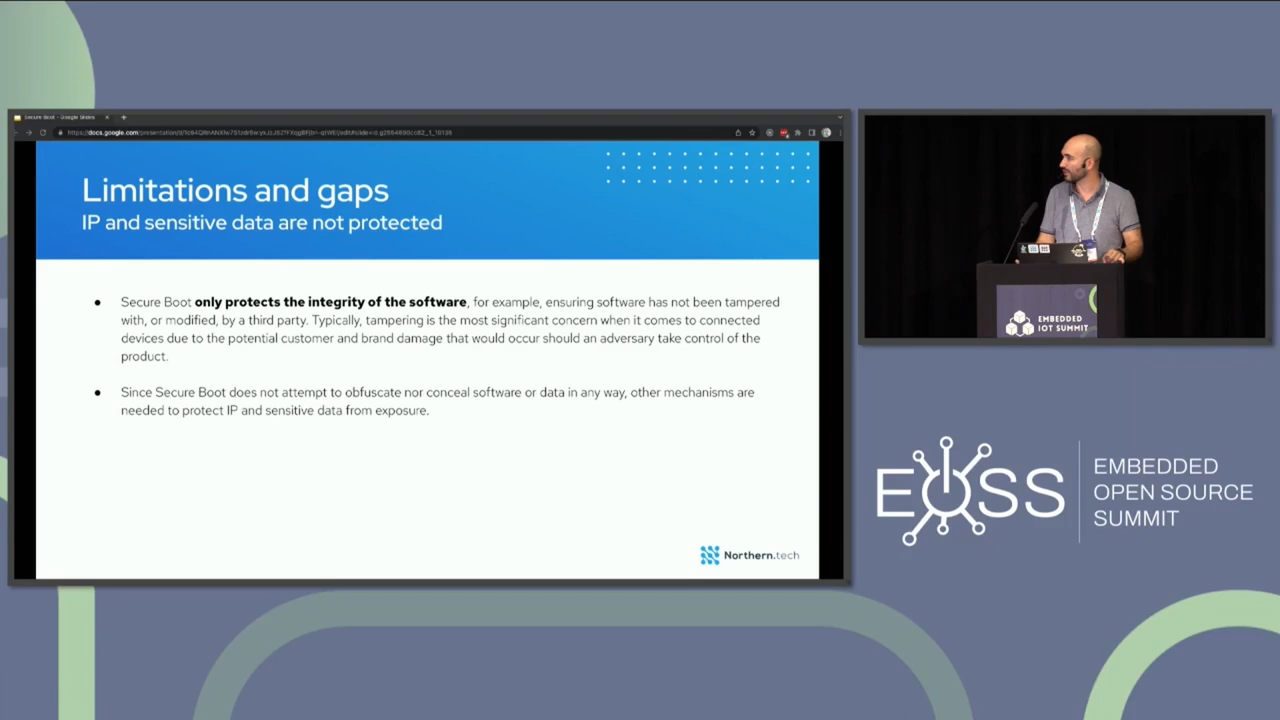 Secure Boot - Google Slides
Limitations and gaps
IP and sensitive data are not protected
● Secure Boot only protects the integrity of the software, for example, ensuring software has not been tampered
with, or modified, by a third party. Typically, tampering is the most significant concern when it comes to connected
devices due to the potential customer and brand damage that would occur should an adversary take control of the
product.
● Since Secure Boot does not attempt to obfuscate nor conceal software or data in any way, other mechanisms are
needed to protect IP and sensitive data from exposure.
Northern.tech
EMBEDDED
IOT SUMMIT
EOSS
EMBEDDED
OPEN SOURCE
SUMMIT